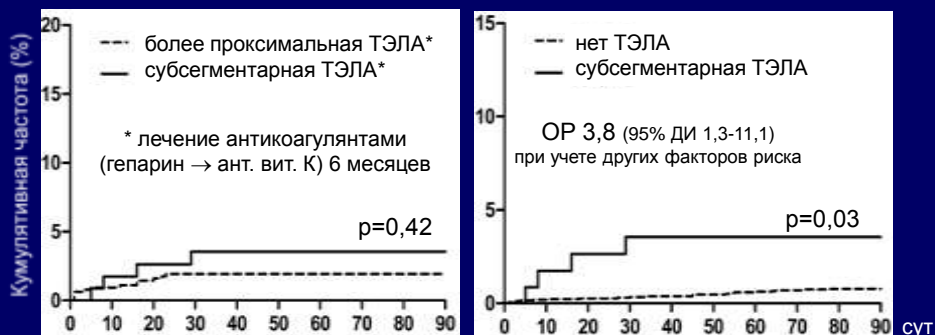 Кумулятивная частота (%)
20
15
10
5
0
более проксимальная ТЭЛА*
субсегментарная ТЭЛА*
* лечение антикоагулянтами
(гепарин → ант. вит. К) 6 месяцев
p=0,42
0 10 20 30 40 50 60 70 80 90
15
10
5
0
нет ТЭЛА
субсегментарная ТЭЛА
ОР 3,8 (95% ДИ 1,3-11,1)
при учете других факторов риска
p=0,03
0 10 20 30 40 50 60 70 80 90 сут